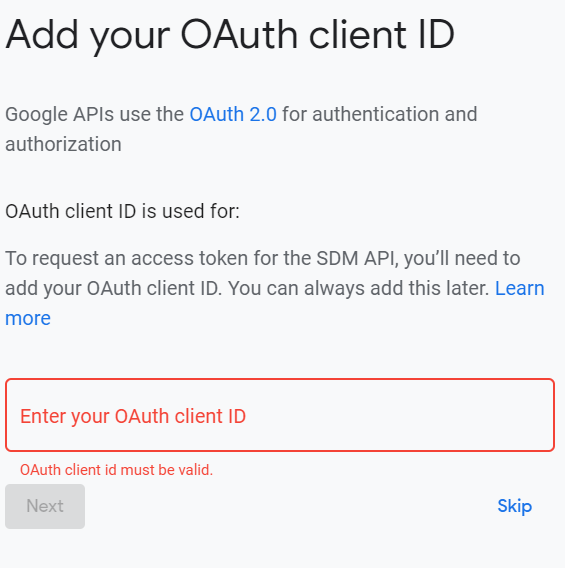 Add your OAuth client ID
Google APIs use the OAuth 2.0 for authentication and
authorization
OAuth client ID is used for:
To request an access token for the SDM API, you’ll need to
add your OAuth client ID. You can always add this later. Learn
more
Enter your OAuth client ID
OAuth client id must be valid.
Next
Skip